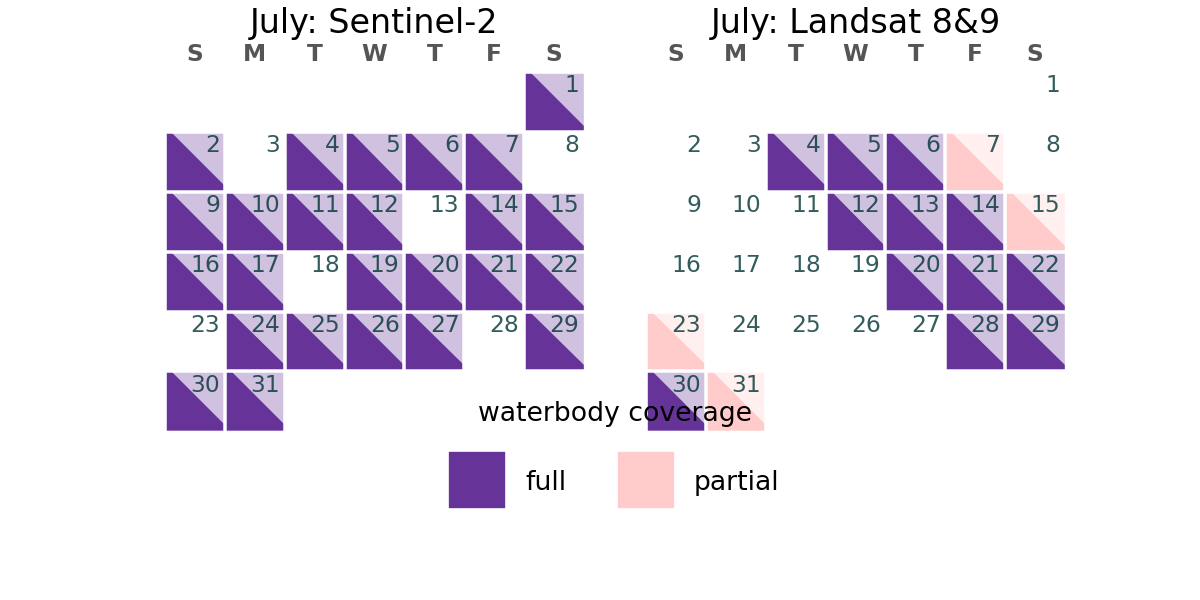 July: Sentinel-2
S M T W T F S
1
2 3 4 5 6 7 8
9 10 11 12 13 14 15
16 17 18 19 20 21 22
23 24 25 26 27 28 29
30 31
July: Landsat 8&9
S M T W T F S
1
2 3 4 5 6 7 8
9 10 11 12 13 14 15
16 17 18 19 20 21 22
23 24 25 26 27 28 29
30 31
waterbody coverage
full partial